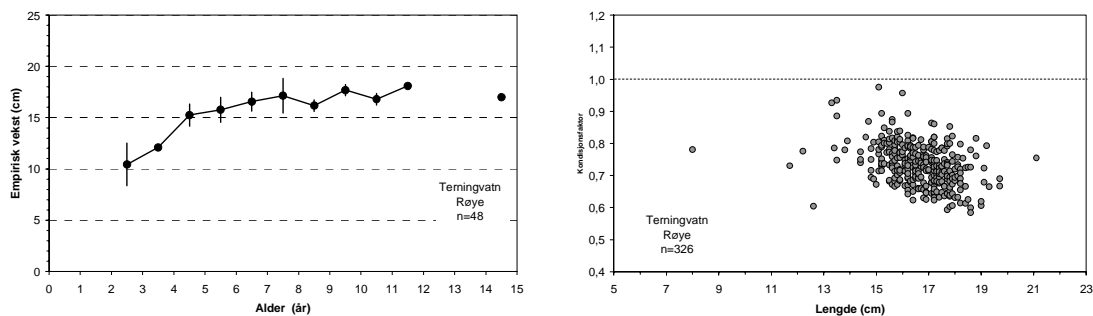 25
20
15
10
5
0
Empirisk vekst (cm)
Terningvatn
Røye
n=48
0 1 2 3 4 5 6 7 8 9 10 11 12 13 14 15
Alder (år)
1,2
1,1
1,0
0,9
0,8
0,7
0,6
0,5
0,4
Kondisjonsfaktor
Terningvatn
Røye
n=326
5 7 9 11 13 15 17 19 21 23
Lengde (cm)